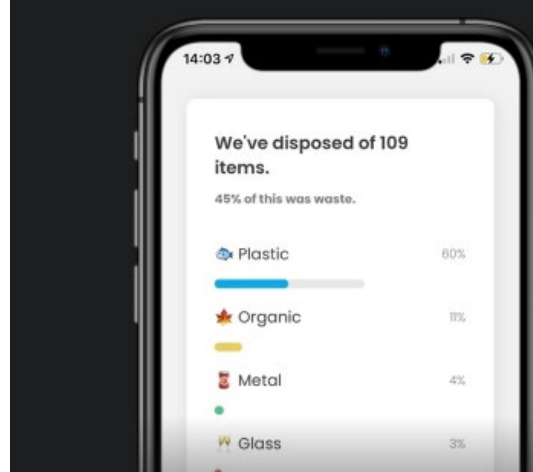 14:03
We've disposed of 109
items.
45% of this was waste.
Plastic 60%
Organic 11%
Metal 4%
Glass 3%